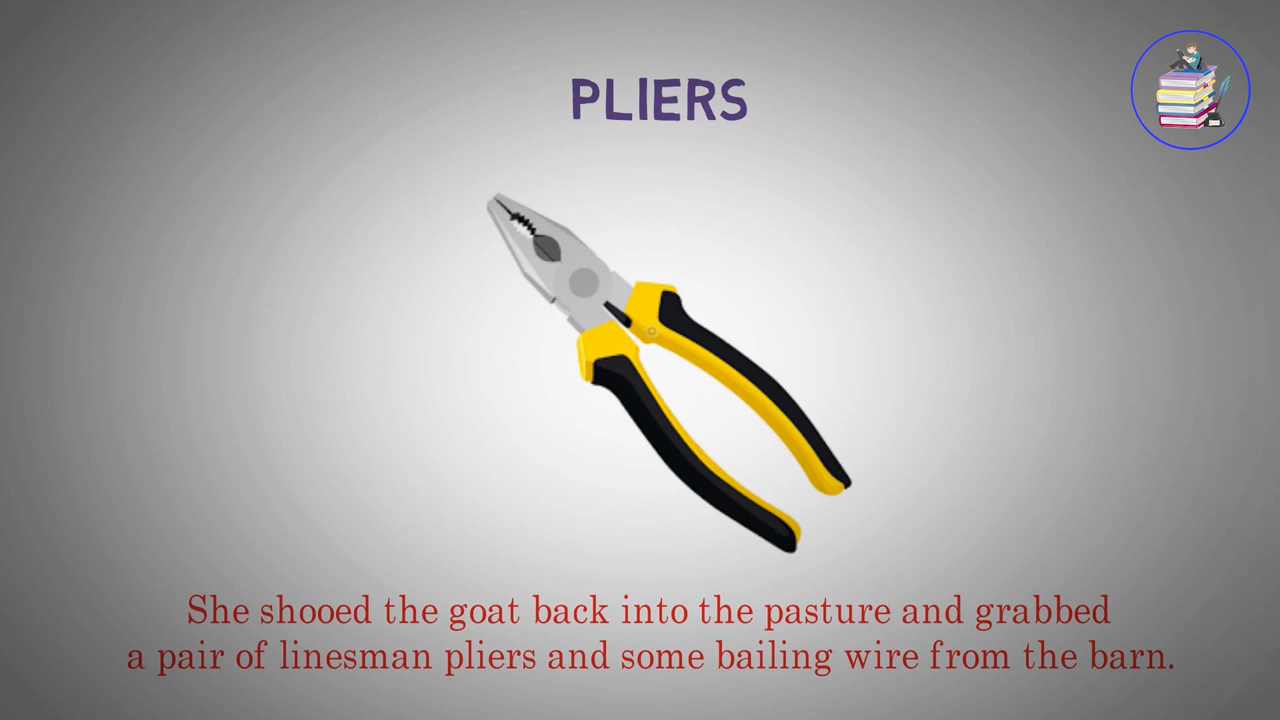 PLIERS
She shooed the goat back into the pasture and grabbed
a pair of linesman pliers and some bailing wire from the barn.